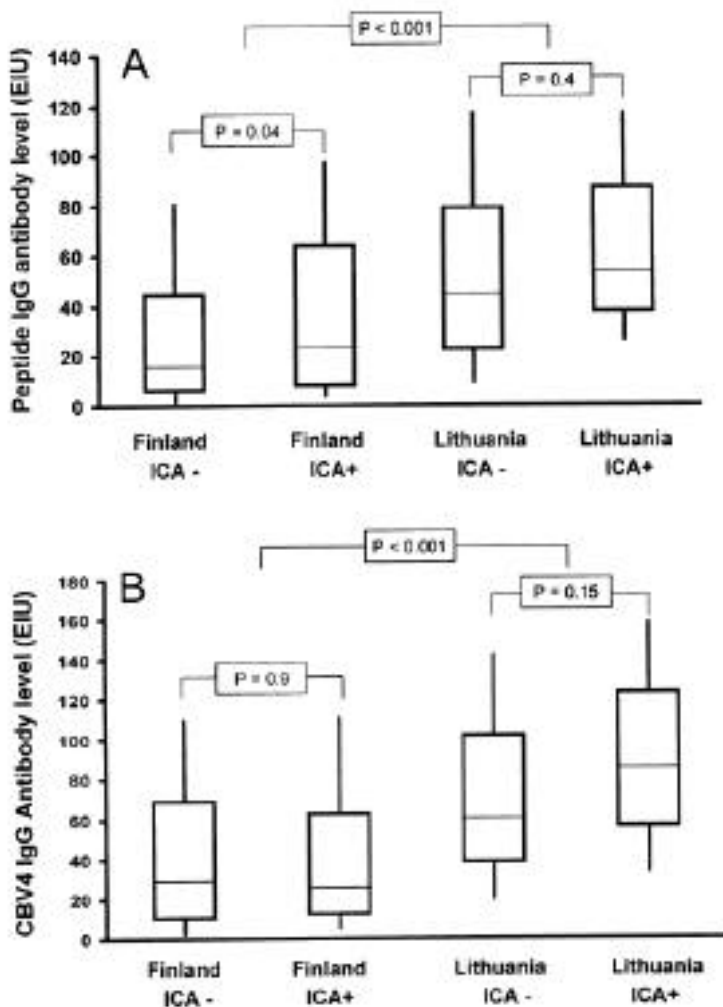 P < 0.001
A
P = 0.04
P = 0.4
Peptide IgG antibody level (EIU)
140
120
100
80
60
40
20
0
Finland Finland Lithuania Lithuania
ICA - ICA+ ICA - ICA+
P < 0.001
B
P = 0.9
P = 0.15
CBV4 IgG Antibody level (EIU)
180
160
140
120
100
80
60
40
20
0
Finland Finland Lithuania Lithuania
ICA - ICA+ ICA - ICA+